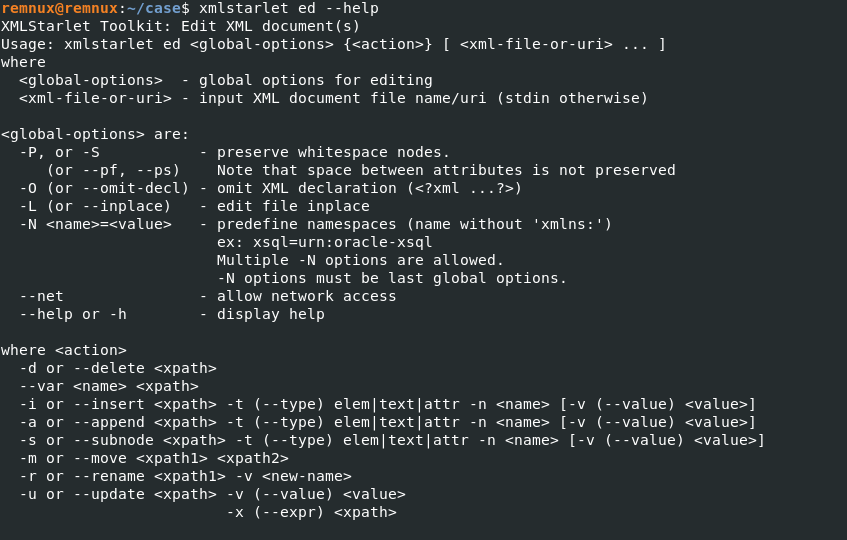 remnux@remnux:~/case$ xmlstarlet ed --help
XMLStarlet Toolkit: Edit XML document(s)
Usage: xmlstarlet ed <global-options> {<action>} [ <xml-file-or-uri> ... ]
where
  <global-options>  - global options for editing
  <xml-file-or-uri> - input XML document file name/uri (stdin otherwise)

<global-options> are:
  -P, or -S           - preserve whitespace nodes.
     (or --pf, --ps)    Note that space between attributes is not preserved
  -O (or --omit-decl) - omit XML declaration (<?xml ...?>)
  -L (or --inplace)   - edit file inplace
  -N <name>=<value>   - predefine namespaces (name without 'xmlns:')
                        ex: xsql=urn:oracle-xsql
                        Multiple -N options are allowed.
                        -N options must be last global options.
  --net               - allow network access
  --help or -h        - display help

where <action>
  -d or --delete <xpath>
  --var <name> <xpath>
  -i or --insert <xpath> -t (--type) elem|text|attr -n <name> [-v (--value) <value>]
  -a or --append <xpath> -t (--type) elem|text|attr -n <name> [-v (--value) <value>]
  -s or --subnode <xpath> -t (--type) elem|text|attr -n <name> [-v (--value) <value>]
  -m or --move <xpath1> <xpath2>
  -r or --rename <xpath1> -v <new-name>
  -u or --update <xpath> -v (--value) <value>
                         -x (--expr) <xpath>